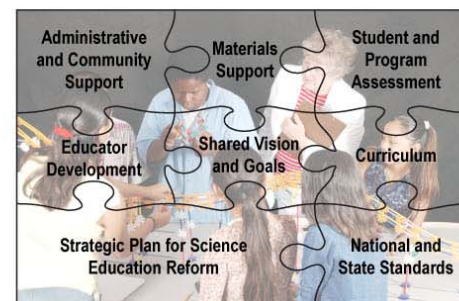 Administrative
and Community
Support
Materials
Support
Student and
Program
Assessment
Educator
Development
Shared Vision
and Goals
Curriculum
Strategic Plan for Science
Education Reform
National and
State Standards